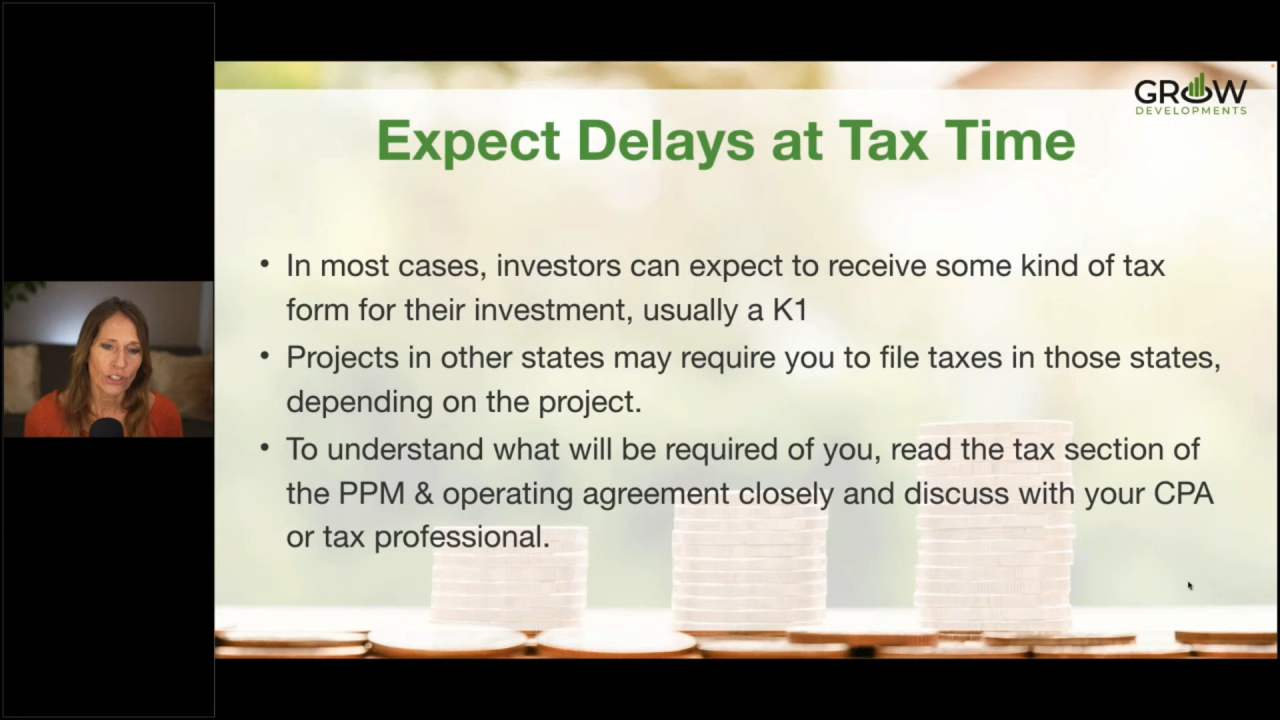 GROW
DEVELOPMENTS
Expect Delays at Tax Time
• In most cases, investors can expect to receive some kind of tax
form for their investment, usually a K1
• Projects in other states may require you to file taxes in those states,
depending on the project.
• To understand what will be required of you, read the tax section of
the PPM & operating agreement closely and discuss with your CPA
or tax professional.